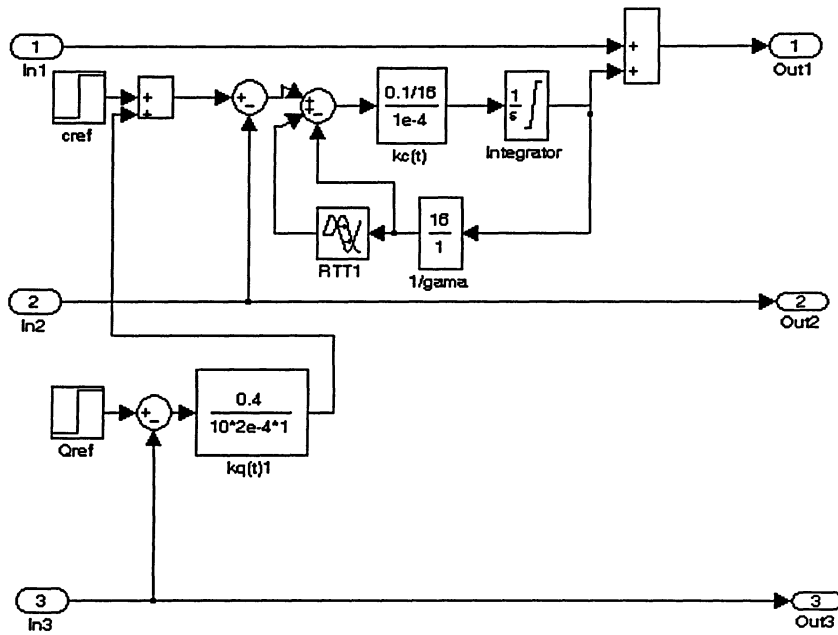 1
In1
1
Out1
cref
0.1/16
1e-4
kc(t)
1
s
Integrator
RTT1
16
1
1/gama
2
In2
2
Out2
Qref
0.4
10*2e-4*1
kq(t)1
3
In3
3
Out3